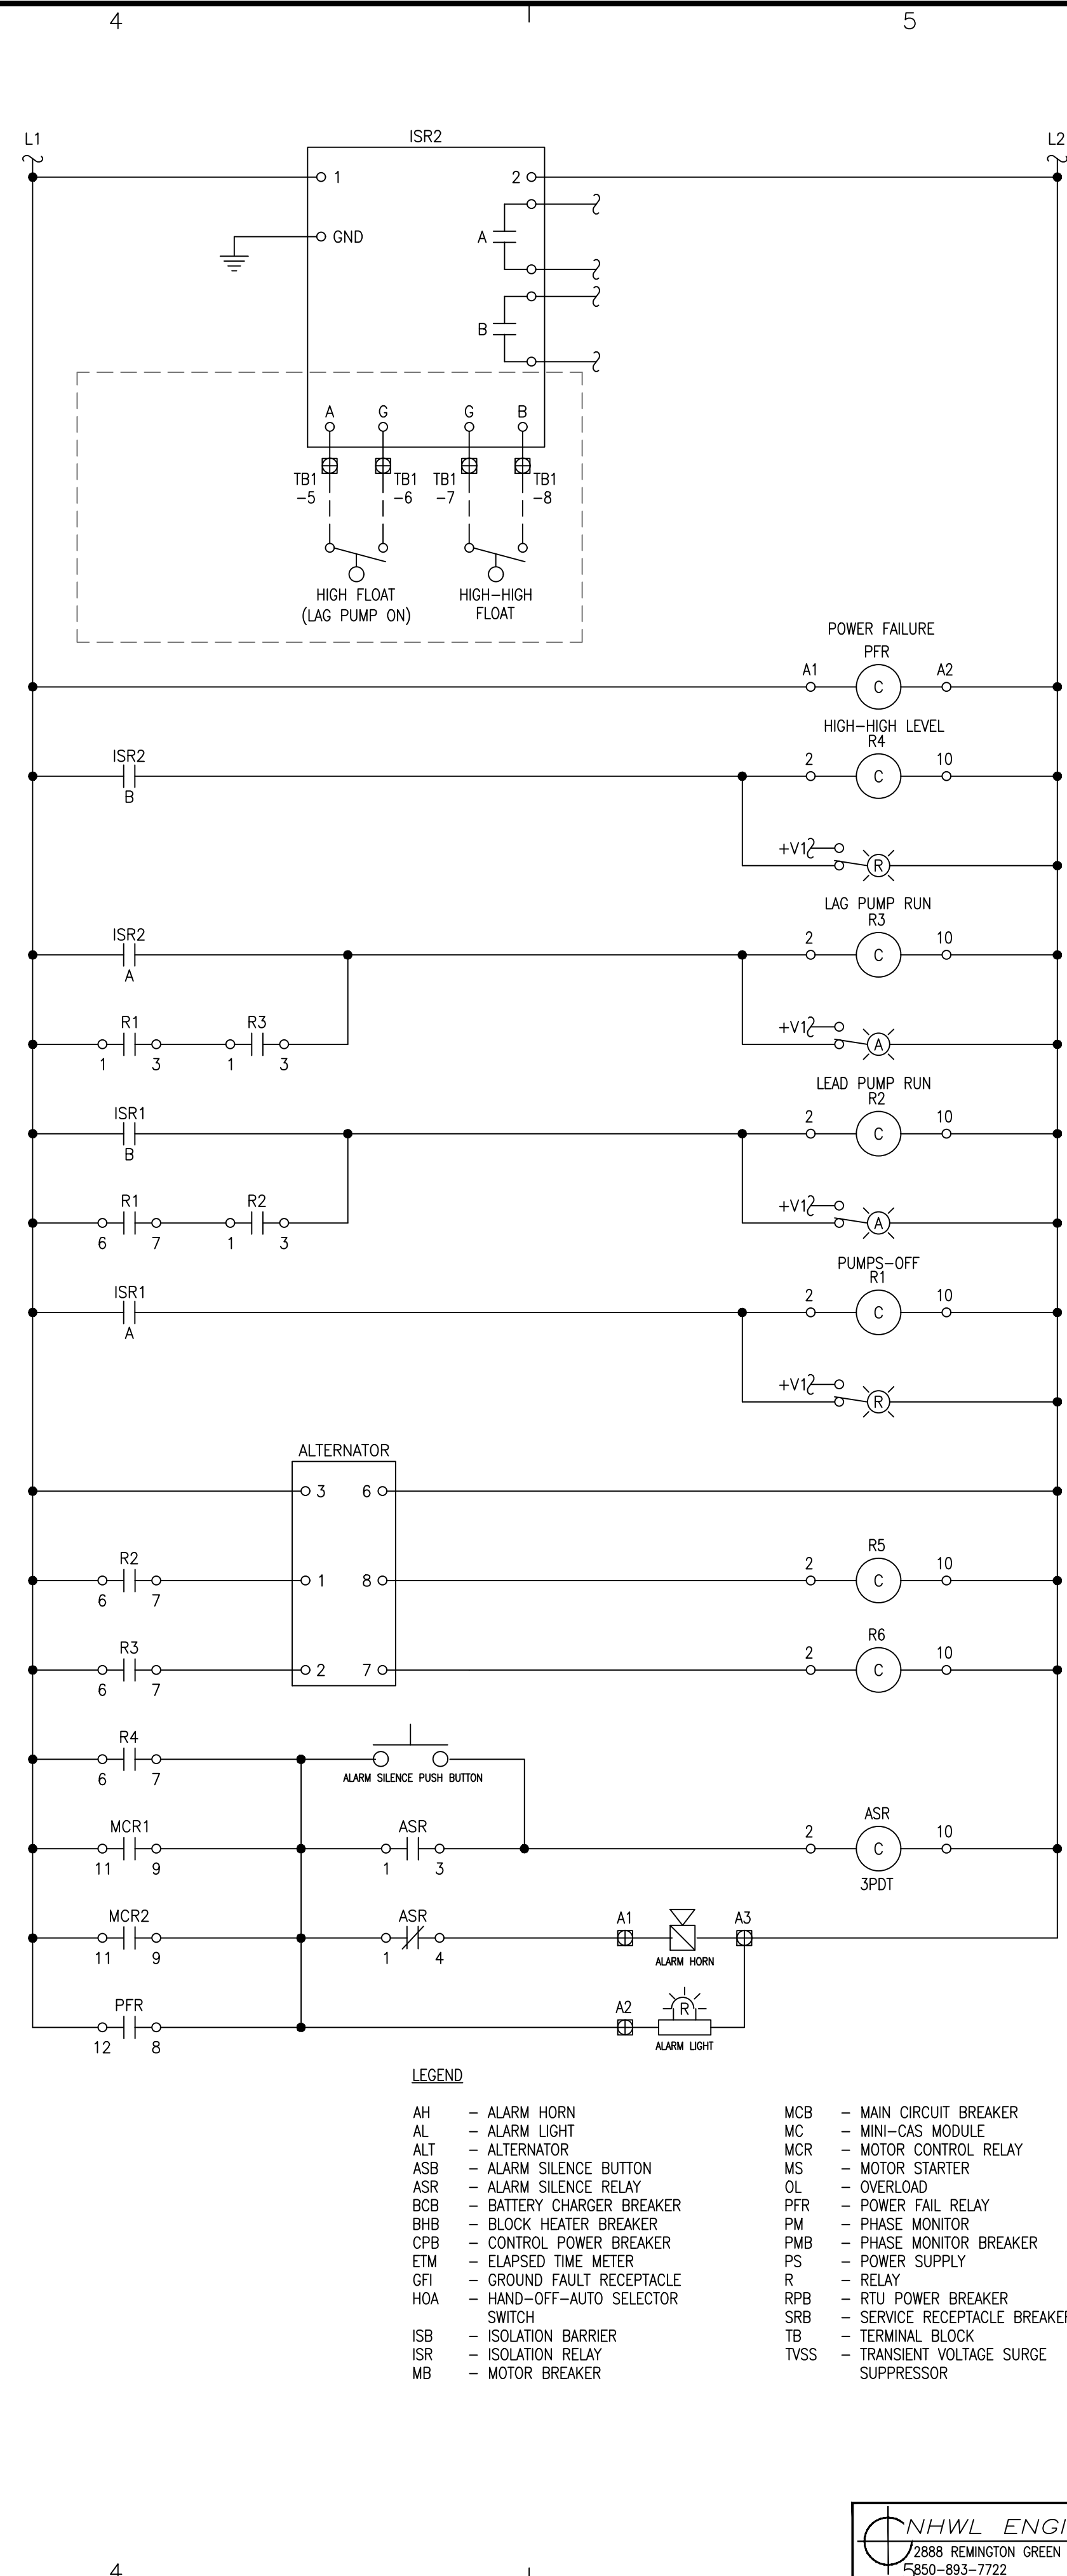 4 5
L1 L2
ISR2
1 2
GND A
B
A G G B
TB1 TB1 TB1 TB1
-5 -6 -7 -8
HIGH FLOAT HIGH-HIGH
(LAG PUMP ON) FLOAT
POWER FAILURE
PFR
A1 A2
C
HIGH-HIGH LEVEL
R4
ISR2 2 10
C
B
+V1
R
LAG PUMP RUN
R3
ISR2 2 10
C
A
R1 R3 +V1
A
1 3 1 3
LEAD PUMP RUN
R2
ISR1 2 10
C
B
R1 R2 +V1
A
6 7 1 3
PUMPS-OFF
R1
ISR1 2 10
C
A
+V1
R
ALTERNATOR
3 6
R5
R2 2 10
1 8 C
6 7
R6
R3 2 10
2 7 C
6 7
R4
6 7
ALARM SILENCE PUSH BUTTON
ASR
MCR1 ASR 2 10
C
11 9 1 3
3PDT
MCR2 ASR A1 A3
11 9 1 4
ALARM HORN
PFR A2 R
12 8
ALARM LIGHT
LEGEND
AH - ALARM HORN MCB - MAIN CIRCUIT BREAKER
AL - ALARM LIGHT MC - MINI-CAS MODULE
ALT - ALTERNATOR MCR - MOTOR CONTROL RELAY
ASB - ALARM SILENCE BUTTON MS - MOTOR STARTER
ASR - ALARM SILENCE RELAY OL - OVERLOAD
BCB - BATTERY CHARGER BREAKER PFR - POWER FAIL RELAY
BHB - BLOCK HEATER BREAKER PM - PHASE MONITOR
CPB - CONTROL POWER BREAKER PMB - PHASE MONITOR BREAKER
ETM - ELAPSED TIME METER PS - POWER SUPPLY
GFI - GROUND FAULT RECEPTACLE R - RELAY
HOA - HAND-OFF-AUTO SELECTOR RPB - RTU POWER BREAKER
SWITCH SRB - SERVICE RECEPTACLE BREAKER
ISB - ISOLATION BARRIER TB - TERMINAL BLOCK
ISR - ISOLATION RELAY TVSS - TRANSIENT VOLTAGE SURGE
MB - MOTOR BREAKER SUPPRESSOR
NHWL ENGI
2888 REMINGTON GREEN
850-893-7722
4 5